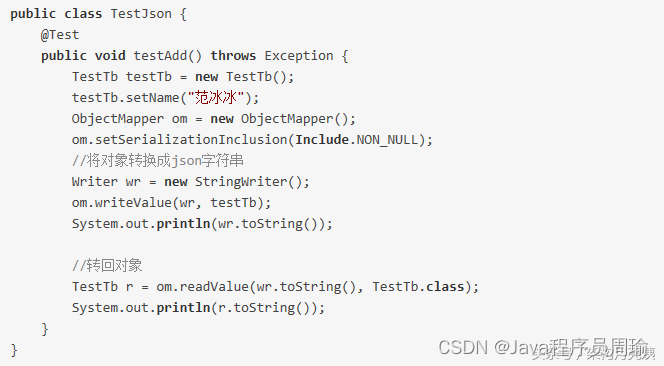 public class TestJson {
    @Test
    public void testAdd() throws Exception {
        TestTb testTb = new TestTb();
        testTb.setName("范冰冰");
        ObjectMapper om = new ObjectMapper();
        om.setSerializationInclusion(Include.NON_NULL);
        //将对象转换成json字符串
        Writer wr = new StringWriter();
        om.writeValue(wr, testTb);
        System.out.println(wr.toString());
        //转回对象
        TestTb r = om.readValue(wr.toString(), TestTb.class);
        System.out.println(r.toString());
    }
}
CSDN @Java程序员周瑜